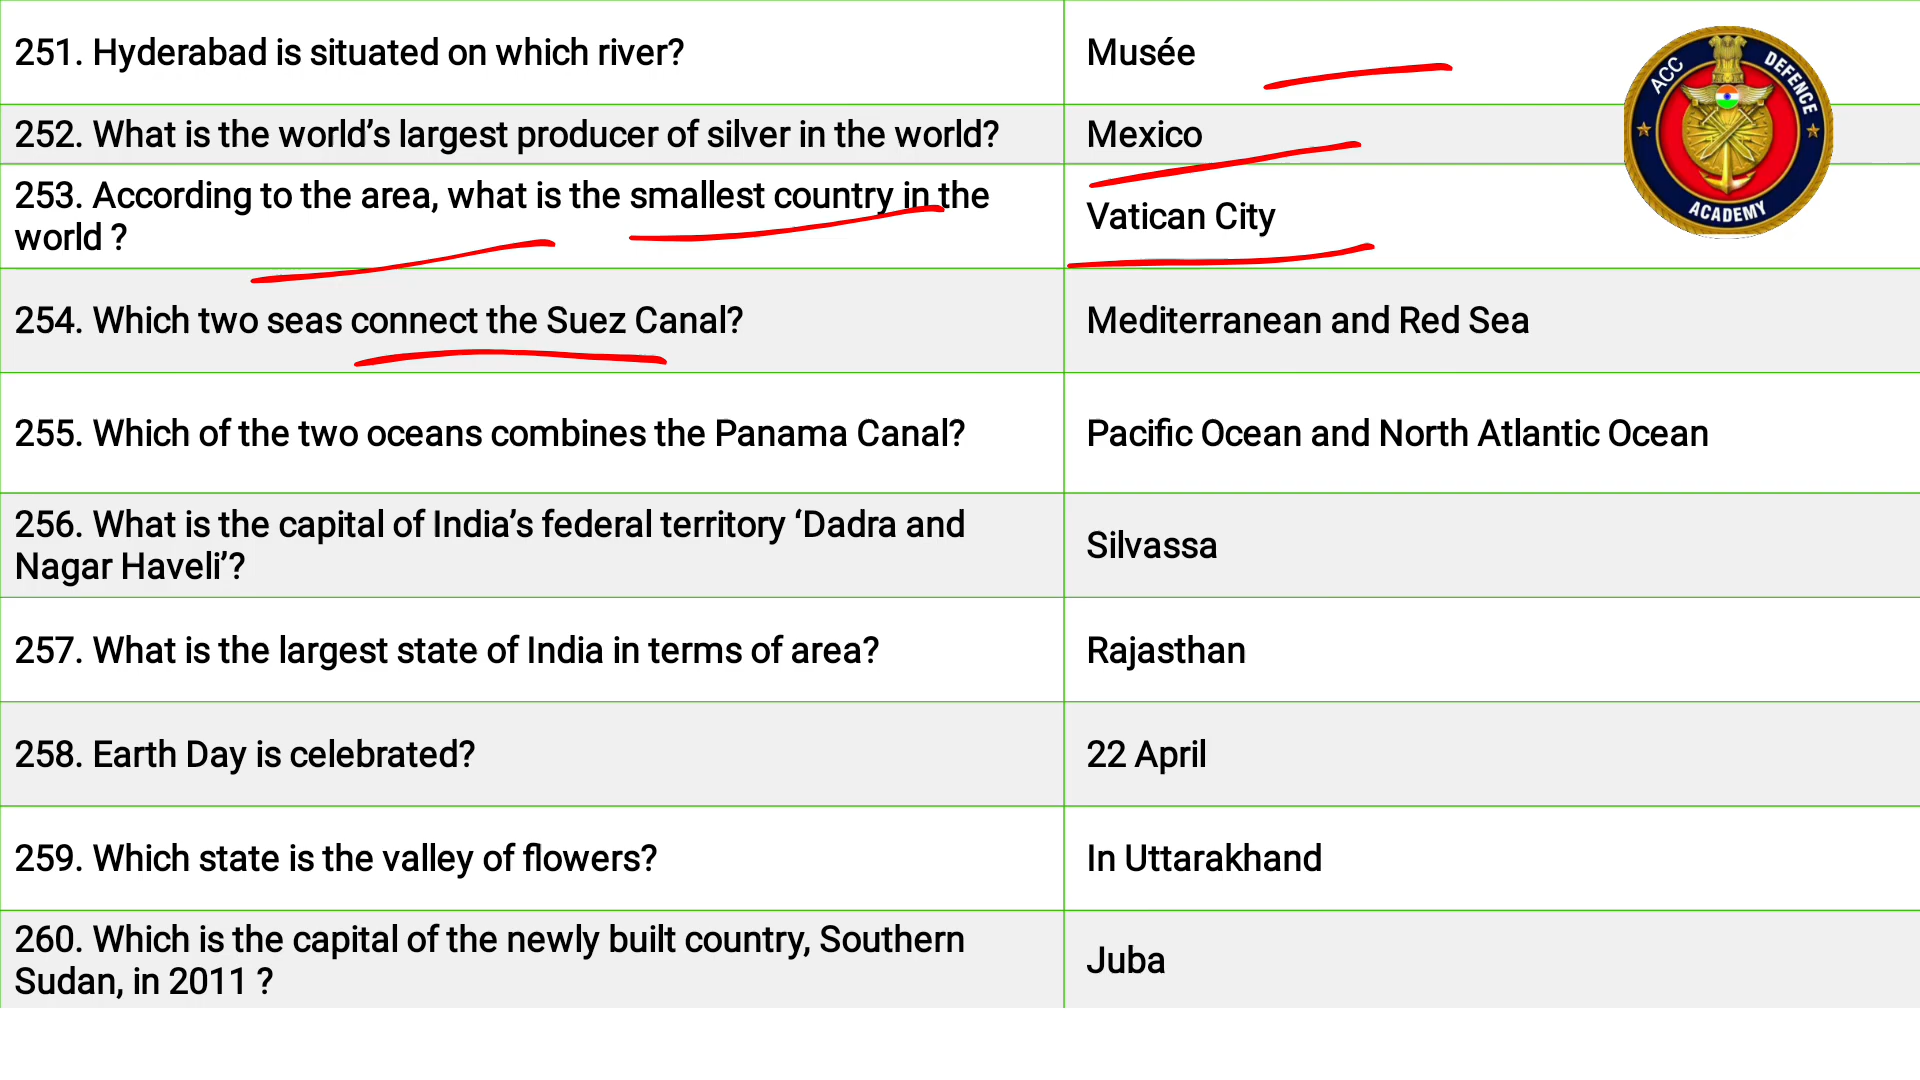 251. Hyderabad is situated on which river?
Musée
252. What is the world’s largest producer of silver in the world?
Mexico
253. According to the area, what is the smallest country in the
world ?
Vatican City
254. Which two seas connect the Suez Canal?
Mediterranean and Red Sea
255. Which of the two oceans combines the Panama Canal?
Pacific Ocean and North Atlantic Ocean
256. What is the capital of India’s federal territory ‘Dadra and
Nagar Haveli’?
Silvassa
257. What is the largest state of India in terms of area?
Rajasthan
258. Earth Day is celebrated?
22 April
259. Which state is the valley of flowers?
In Uttarakhand
260. Which is the capital of the newly built country, Southern
Sudan, in 2011 ?
Juba
ACC DEFENCE
ACADEMY